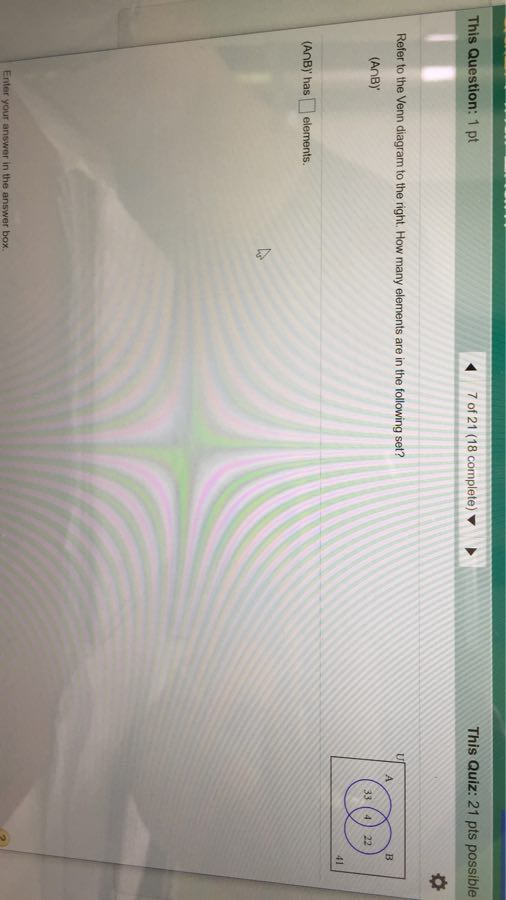 This Question: 1 pt
7 of 21 (18 complete)
This Quiz: 21 pts possible
Refer to the Venn diagram to the right. How many elements are in the following set?
(A∩B)'
U
A
B
33
4
22
41
(A∩B)' has elements.
Enter your answer in the answer box.
?